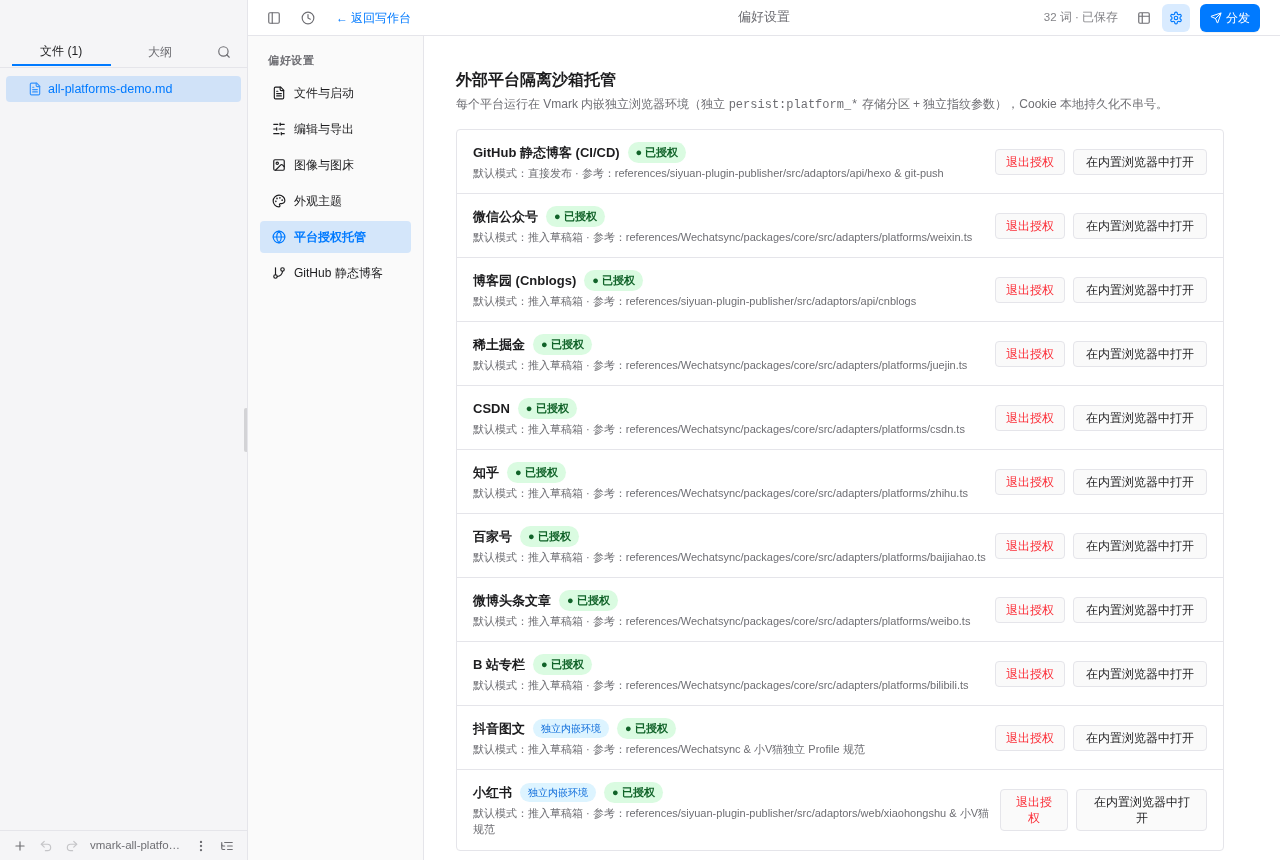 ← 返回写作台
偏好设置
32 词 · 已保存
分发
文件 (1)
大纲
all-platforms-demo.md
偏好设置
文件与启动
编辑与导出
图像与图床
外观主题
平台授权托管
GitHub 静态博客
外部平台隔离沙箱托管
每个平台运行在 Vmark 内嵌独立浏览器环境（独立 persist:platform_* 存储分区 + 独立指纹参数），Cookie 本地持久化不串号。
GitHub 静态博客 (CI/CD) ● 已授权
默认模式：直接发布 · 参考：references/siyuan-plugin-publisher/src/adaptors/api/hexo & git-push
退出授权 在内置浏览器中打开
微信公众号 ● 已授权
默认模式：推入草稿箱 · 参考：references/Wechatsync/packages/core/src/adapters/platforms/weixin.ts
退出授权 在内置浏览器中打开
博客园 (Cnblogs) ● 已授权
默认模式：推入草稿箱 · 参考：references/siyuan-plugin-publisher/src/adaptors/api/cnblogs
退出授权 在内置浏览器中打开
稀土掘金 ● 已授权
默认模式：推入草稿箱 · 参考：references/Wechatsync/packages/core/src/adapters/platforms/juejin.ts
退出授权 在内置浏览器中打开
CSDN ● 已授权
默认模式：推入草稿箱 · 参考：references/Wechatsync/packages/core/src/adapters/platforms/csdn.ts
退出授权 在内置浏览器中打开
知乎 ● 已授权
默认模式：推入草稿箱 · 参考：references/Wechatsync/packages/core/src/adapters/platforms/zhihu.ts
退出授权 在内置浏览器中打开
百家号 ● 已授权
默认模式：推入草稿箱 · 参考：references/Wechatsync/packages/core/src/adapters/platforms/baijiahao.ts
退出授权 在内置浏览器中打开
微博头条文章 ● 已授权
默认模式：推入草稿箱 · 参考：references/Wechatsync/packages/core/src/adapters/platforms/weibo.ts
退出授权 在内置浏览器中打开
B 站专栏 ● 已授权
默认模式：推入草稿箱 · 参考：references/Wechatsync/packages/core/src/adapters/platforms/bilibili.ts
退出授权 在内置浏览器中打开
抖音图文 独立内嵌环境 ● 已授权
默认模式：推入草稿箱 · 参考：references/Wechatsync & 小V猫独立 Profile 规范
退出授权 在内置浏览器中打开
小红书 独立内嵌环境 ● 已授权
默认模式：推入草稿箱 · 参考：references/siyuan-plugin-publisher/src/adaptors/web/xiaohongshu & 小V猫
规范
退出授
权
在内置浏览器中打
开
vmark-all-platfo…